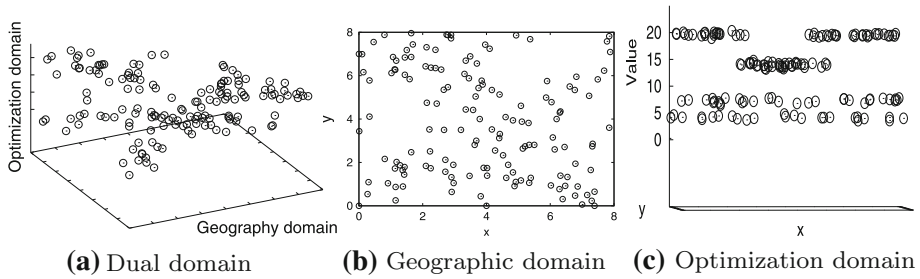 Optimization domain
Geography domain
(a) Dual domain
8
6
4
2
0
y
0 2 4 6 8
x
(b) Geographic domain
Value
20
15
10
5
0
y
x
(c) Optimization domain